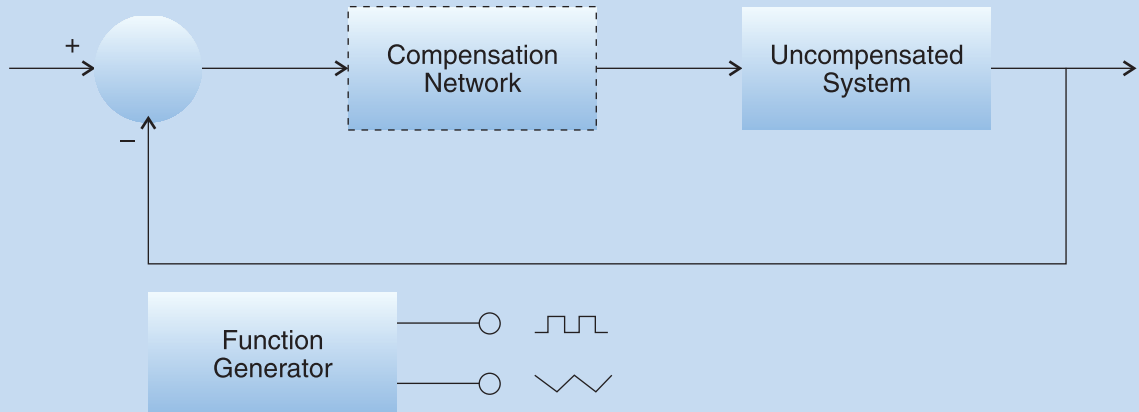 +
Compensation
Network
Uncompensated
System
−
Function
Generator